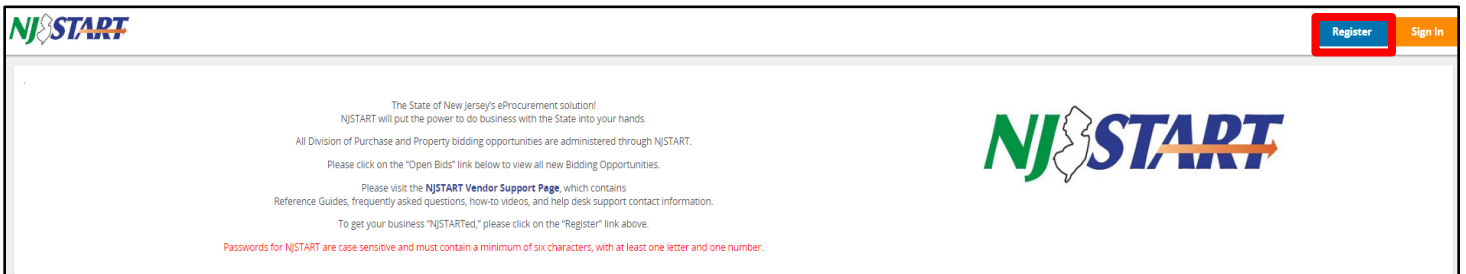 NJSTART
Register
Sign In
The State of New Jersey's eProcurement solution!
NJSTART will put the power to do business with the State into your hands.
All Division of Purchase and Property bidding opportunities are administered through NJSTART.
Please click on the "Open Bids" link below to view all new Bidding Opportunities.
Please visit the NJSTART Vendor Support Page, which contains
Reference Guides, frequently asked questions, how-to videos, and help desk support contact information.
To get your business "NJSTARTed," please click on the "Register" link above.
Passwords for NJSTART are case sensitive and must contain a minimum of six characters, with at least one letter and one number.
NJSTART